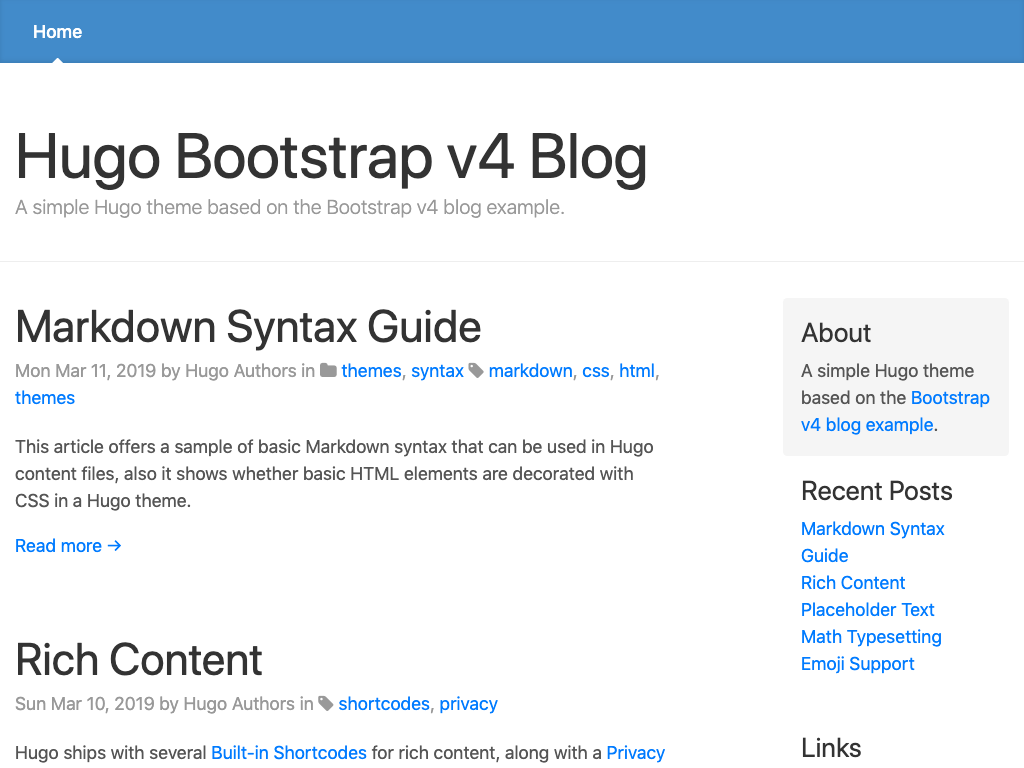 Home
Hugo Bootstrap v4 Blog
A simple Hugo theme based on the Bootstrap v4 blog example.
Markdown Syntax Guide
Mon Mar 11, 2019 by Hugo Authors in themes, syntax markdown, css, html,
themes
This article offers a sample of basic Markdown syntax that can be used in Hugo
content files, also it shows whether basic HTML elements are decorated with
CSS in a Hugo theme.
Read more →
Rich Content
Sun Mar 10, 2019 by Hugo Authors in shortcodes, privacy
Hugo ships with several Built-in Shortcodes for rich content, along with a Privacy
About
A simple Hugo theme
based on the Bootstrap
v4 blog example.
Recent Posts
Markdown Syntax
Guide
Rich Content
Placeholder Text
Math Typesetting
Emoji Support
Links